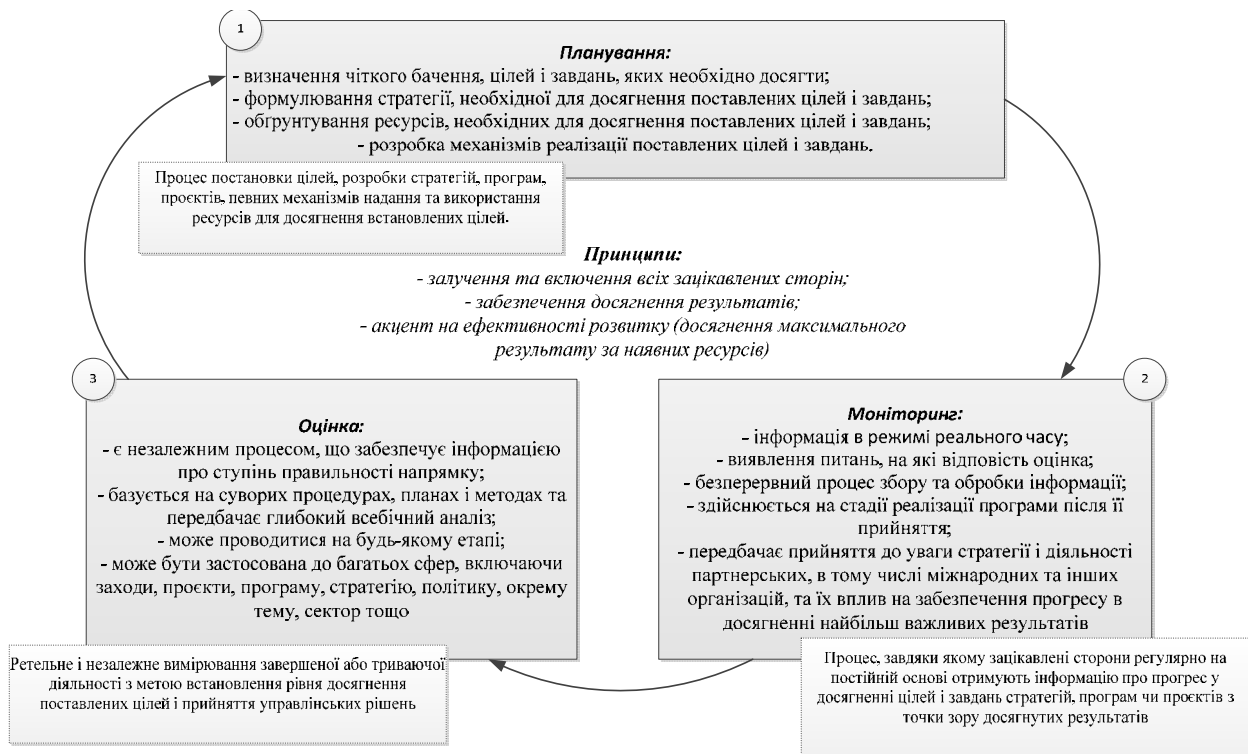 1
Планування:
- визначення чіткого бачення, цілей і завдань, яких необхідно досягти;
- формулювання стратегії, необхідної для досягнення поставлених цілей і завдань;
- обґрунтування ресурсів, необхідних для досягнення поставлених цілей і завдань;
- розробка механізмів реалізації поставлених цілей і завдань.
Процес постановки цілей, розробки стратегій, програм,
проєктів, певних механізмів надання та використання
ресурсів для досягнення встановлених цілей.
Принципи:
- залучення та включення всіх зацікавлених сторін;
- забезпечення досягнення результатів;
- акцент на ефективності розвитку (досягнення максимального
результату за наявних ресурсів)
3
Оцінка:
- є незалежним процесом, що забезпечує інформацією
про ступінь правильності напрямку;
- базується на суворих процедурах, планах і методах та
передбачає глибокий всебічний аналіз;
- може проводитися на будь-якому етапі;
- може бути застосована до багатьох сфер, включаючи
заходи, проєкти, програму, стратегію, політику, окрему
тему, сектор тощо
Ретельне і незалежне вимірювання завершеної або триваючої
діяльності з метою встановлення рівня досягнення
поставлених цілей і прийняття управлінських рішень
2
Моніторинг:
- інформація в режимі реального часу;
- виявлення питань, на які відповість оцінка;
- безперервний процес збору та обробки інформації;
- здійснюється на стадії реалізації програми після її
прийняття;
- передбачає прийняття до уваги стратегії і діяльності
партнерських, в тому числі міжнародних та інших
організацій, та їх вплив на забезпечення прогресу в
досягненні найбільш важливих результатів
Процес, завдяки якому зацікавлені сторони регулярно на
постійній основі отримують інформацію про прогрес у
досягненні цілей і завдань стратегій, програм чи проєктів з
точки зору досягнутих результатів